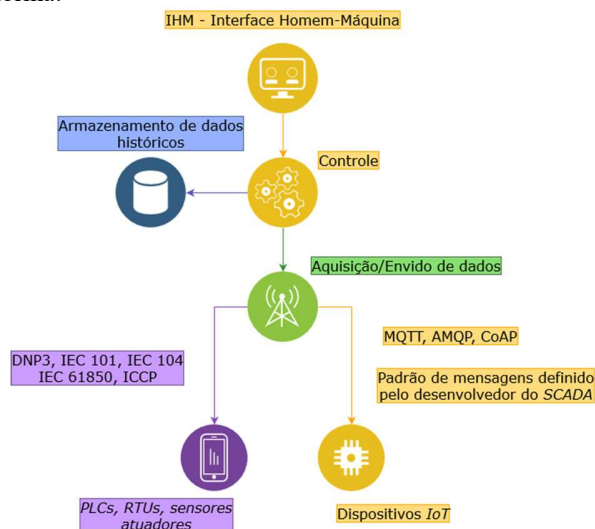 IHM - Interface Homem-Máquina
Armazenamento de dados
históricos
Controle
Aquisição/Envido de dados
DNP3, IEC 101, IEC 104
IEC 61850, ICCP
MQTT, AMQP, CoAP
Padrão de mensagens definido
pelo desenvolvedor do SCADA
PLCs, RTUs, sensores
atuadores
Dispositivos IoT